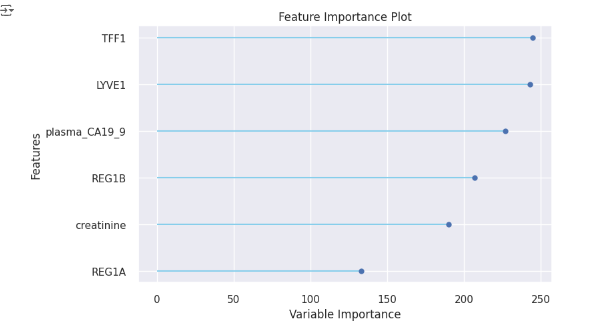 Feature Importance Plot
TFF1
LYVE1
plasma_CA19_9
REG1B
creatinine
REG1A
Features
0 50 100 150 200 250
Variable Importance